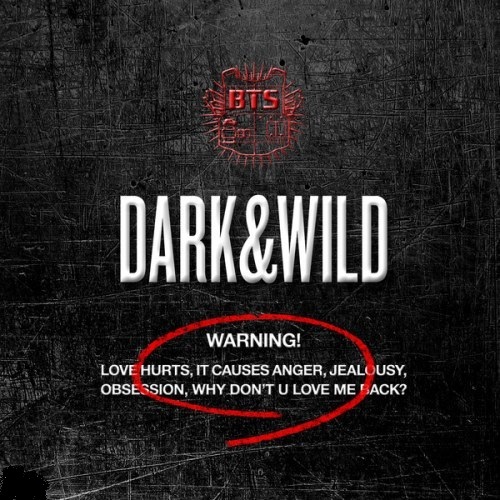 BTS
DARK&WILD
WARNING!
LOVE HURTS, IT CAUSES ANGER, JEALOUSY,
OBSESSION, WHY DON'T U LOVE ME BACK?